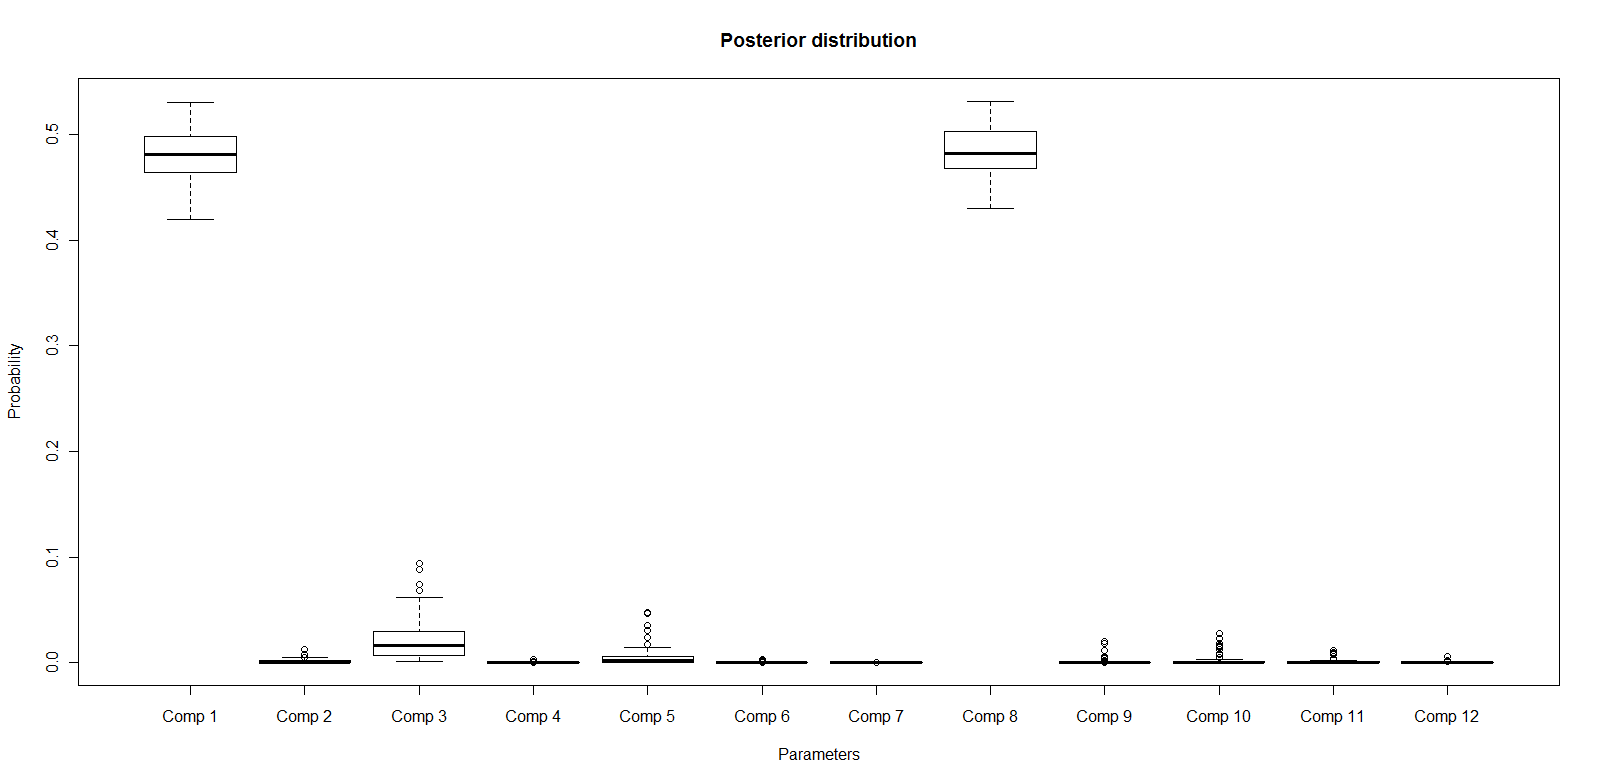 Posterior distribution
Probability
0.5
0.4
0.3
0.2
0.1
0.0
Comp 1 Comp 2 Comp 3 Comp 4 Comp 5 Comp 6 Comp 7 Comp 8 Comp 9 Comp 10 Comp 11 Comp 12
Parameters